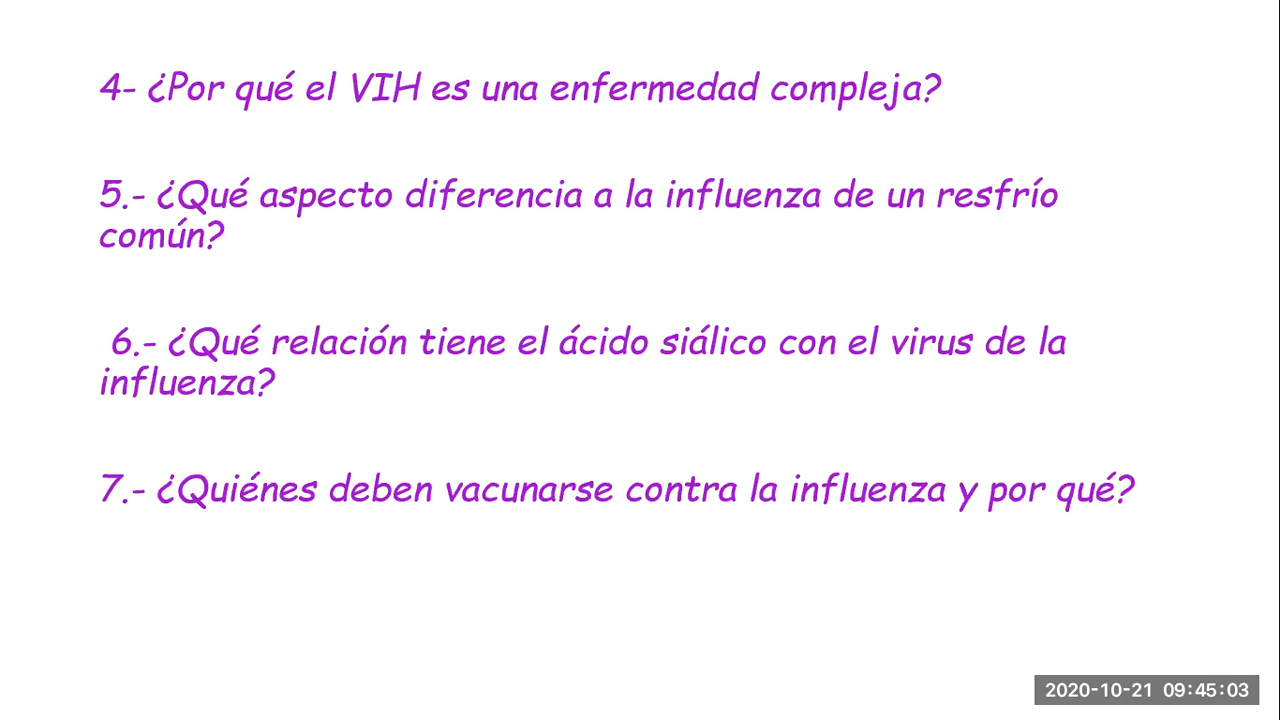 4- ¿Por qué el VIH es una enfermedad compleja?
5.- ¿Qué aspecto diferencia a la influenza de un resfrío
común?
6.- ¿Qué relación tiene el ácido siálico con el virus de la
influenza?
7.- ¿Quiénes deben vacunarse contra la influenza y por qué?
2020-10-21 09:45:03